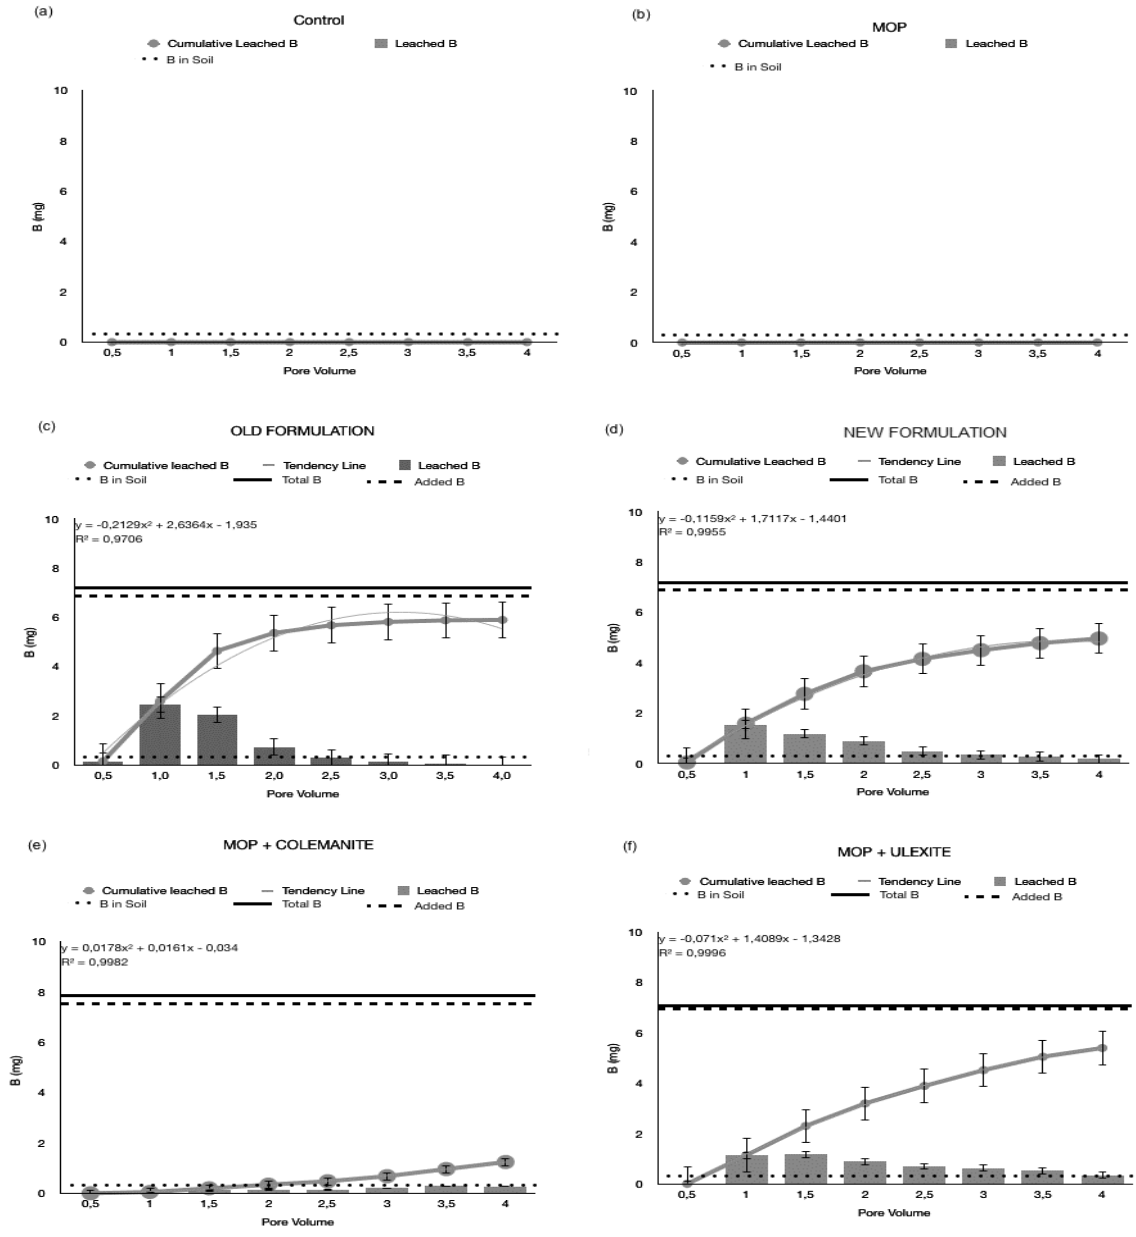 (a)
Control
Cumulative Leached B
Leached B
B in Soil
10
8
6
4
2
0
B (mg)
0,5 1 1,5 2 2,5 3 3,5 4
Pore Volume
(b)
MOP
Cumulative Leached B
Leached B
B in Soil
10
8
6
4
2
0
B (mg)
0,5 1 1,5 2 2,5 3 3,5 4
Pore Volume
(c)
OLD FORMULATION
Cumulative leached B Tendency Line Leached B
B in Soil Total B Added B
y = -0,2129x² + 2,6364x - 1,935
R² = 0,9706
10
8
6
4
2
0
B (mg)
0,5 1,0 1,5 2,0 2,5 3,0 3,5 4,0
Pore Volume
(d)
NEW FORMULATION
Cumulative Leached B Tendency Line Leached B
B in Soil Total B Added B
y = -0,1159x² + 1,7117x - 1,4401
R² = 0,9955
10
8
6
4
2
0
B (mg)
0,5 1 1,5 2 2,5 3 3,5 4
Pore Volume
(e)
MOP + COLEMANITE
Cumulative leached B Tendency Line Leached B
B in Soil Total B Added B
y = 0,0178x² + 0,0161x - 0,034
R² = 0,9982
10
8
6
4
2
0
B (mg)
0,5 1 1,5 2 2,5 3 3,5 4
Pore Volume
(f)
MOP + ULEXITE
Cumulative leached B Tendency Line Leached B
B in Soil Total B Added B
y = -0,071x² + 1,4089x - 1,3428
R² = 0,9996
10
8
6
4
2
0
B (mg)
0,5 1 1,5 2 2,5 3 3,5 4
Pore Volume